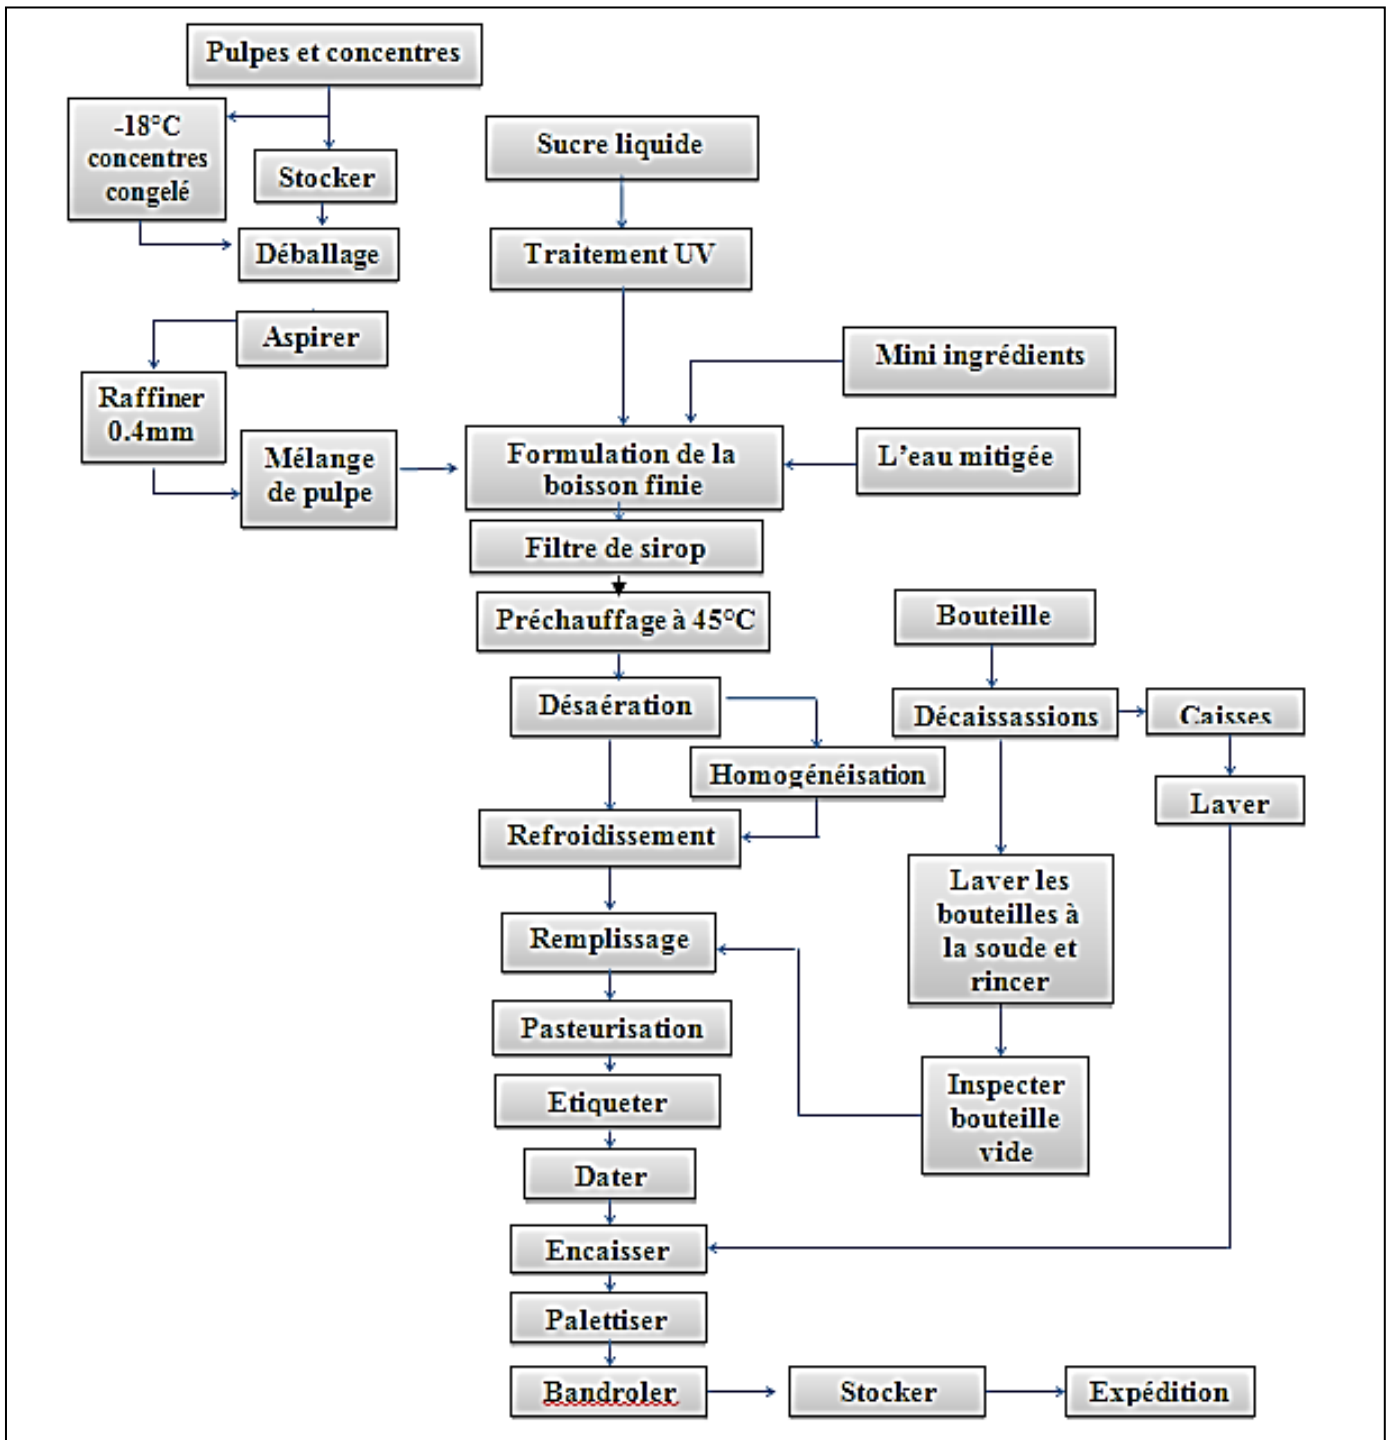 Pulpes et concentres
-18°C
concentres
congelé
Stocker
Déballage
Sucre liquide
Traitement UV
Aspirer
Raffiner
0.4mm
Mélange
de pulpe
Mini ingrédients
L'eau mitigée
Formulation de la
boisson finie
Filtre de sirop
Préchauffage à 45°C
Désaération
Homogénéisation
Refroidissement
Bouteille
Décaissassions
Caisses
Laver
Laver les
bouteilles à
la soude et
rincer
Inspecter
bouteille
vide
Remplissage
Pasteurisation
Etiqueter
Dater
Encaisser
Palettiser
Bandroler
Stocker
Expédition